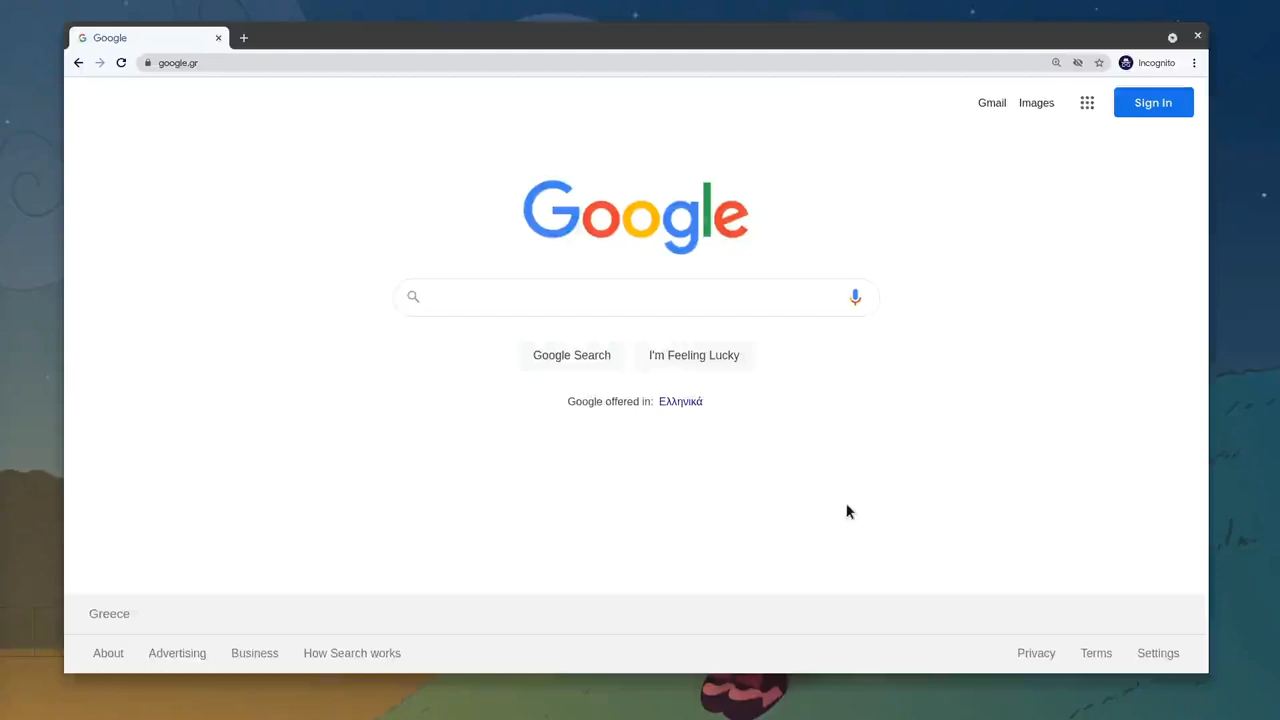 Google
google.gr
Incognito
Gmail Images Sign In
Google
Google Search I'm Feeling Lucky
Google offered in: Ελληνικά
Greece
About Advertising Business How Search works Privacy Terms Settings